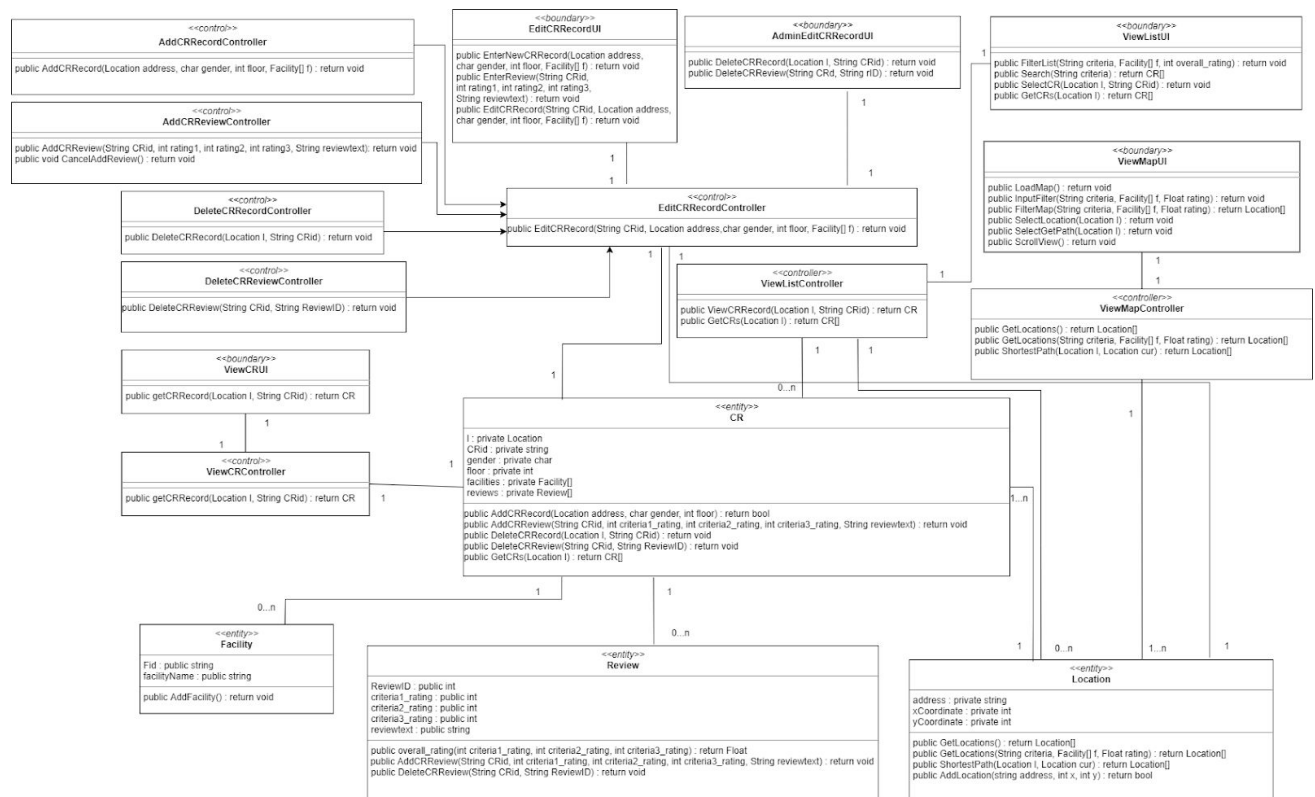 <<control>>
AddCRRecordController
public AddCRRecord(Location address, char gender, int floor, Facility[] f) : return void
<<control>>
AddCRReviewController
public AddCRReview(String CRid, int rating1, int rating2, int rating3, String reviewtext): return void
public void CancelAddReview() : return void
<<control>>
DeleteCRRecordController
public DeleteCRRecord(Location l, String CRid) : return void
<<control>>
DeleteCRReviewController
public DeleteCRReview(String CRid, String ReviewID) : return void
<<boundary>>
EditCRRecordUI
public EnterNewCRRecord(Location address,
char gender, int floor, Facility[] f) : return void
public EnterReview(String CRid,
int rating1, int rating2, int rating3,
String reviewtext) : return void
public EditCRRecord(String CRid, Location address,
char gender, int floor, Facility[] f) : return void
1
1
<<boundary>>
AdminEditCRRecordUI
public DeleteCRRecord(Location l, String CRid) : return void
public DeleteCRReview(String CRd, String rID) : return void
1
1
<<boundary>>
ViewListUI
public FilterList(String criteria, Facility[] f, int overall_rating) : return void
public Search(String criteria) : return CR[]
public SelectCR(Location l, String CRid) : return void
public GetCRs(Location l) : return CR[]
1
<<boundary>>
ViewMapUI
public LoadMap() : return void
public InputFilter(String criteria, Facility[] f, Float rating) : return void
public FilterMap(String criteria, Facility[] f, Float rating) : return Location[]
public SelectLocation(Location l) : return void
public SelectGetPath(Location l) : return void
public ScrollView() : return void
1
1
<<control>>
EditCRRecordController
public EditCRRecord(String CRid, Location address,char gender, int floor, Facility[] f) : return void
1
1
<<controller>>
ViewListController
public ViewCRRecord(Location l, String CRid) : return CR
public GetCRs(Location l) : return CR[]
1
1
1
<<controller>>
ViewMapController
public GetLocations() : return Location[]
public GetLocations(String criteria, Facility[] f, Float rating) : return Location[]
public ShortestPath(Location l, Location cur) : return Location[]
1
<<boundary>>
ViewCRUI
public getCRRecord(Location l, String CRid) : return CR
1
1
<<control>>
ViewCRController
public getCRRecord(Location l, String CRid) : return CR
1
1
1
0...n
<<entity>>
CR
l : private Location
CRid : private string
gender : private char
floor : private int
facilities : private Facility[]
reviews : private Review[]
public AddCRRecord(Location address, char gender, int floor) : return bool
public AddCRReview(String CRid, int criteria1_rating, int criteria2_rating, int criteria3_rating, String reviewtext) : return void
public DeleteCRRecord(Location l, String CRid) : return void
public DeleteCRReview(String CRid, String ReviewID) : return void
public GetCRs(Location l) : return CR[]
1...n
1
1
0...n
0...n
<<entity>>
Facility
Fid : public string
facilityName : public string
public AddFacility() : return void
<<entity>>
Review
ReviewID : public int
criteria1_rating : public int
criteria2_rating : public int
criteria3_rating : public int
reviewtext : public string
public overall_rating(int criteria1_rating, int criteria2_rating, int criteria3_rating) : return Float
public AddCRReview(String CRid, int criteria1_rating, int criteria2_rating, int criteria3_rating, String reviewtext) : return void
public DeleteCRReview(String CRid, String ReviewID) : return void
1
0...n
1...n
1
<<entity>>
Location
address : private string
xCoordinate : private int
yCoordinate : private int
public GetLocations() : return Location[]
public GetLocations(String criteria, Facility[] f, Float rating) : return Location[]
public ShortestPath(Location l, Location cur) : return Location[]
public AddLocation(string address, int x, int y) : return bool